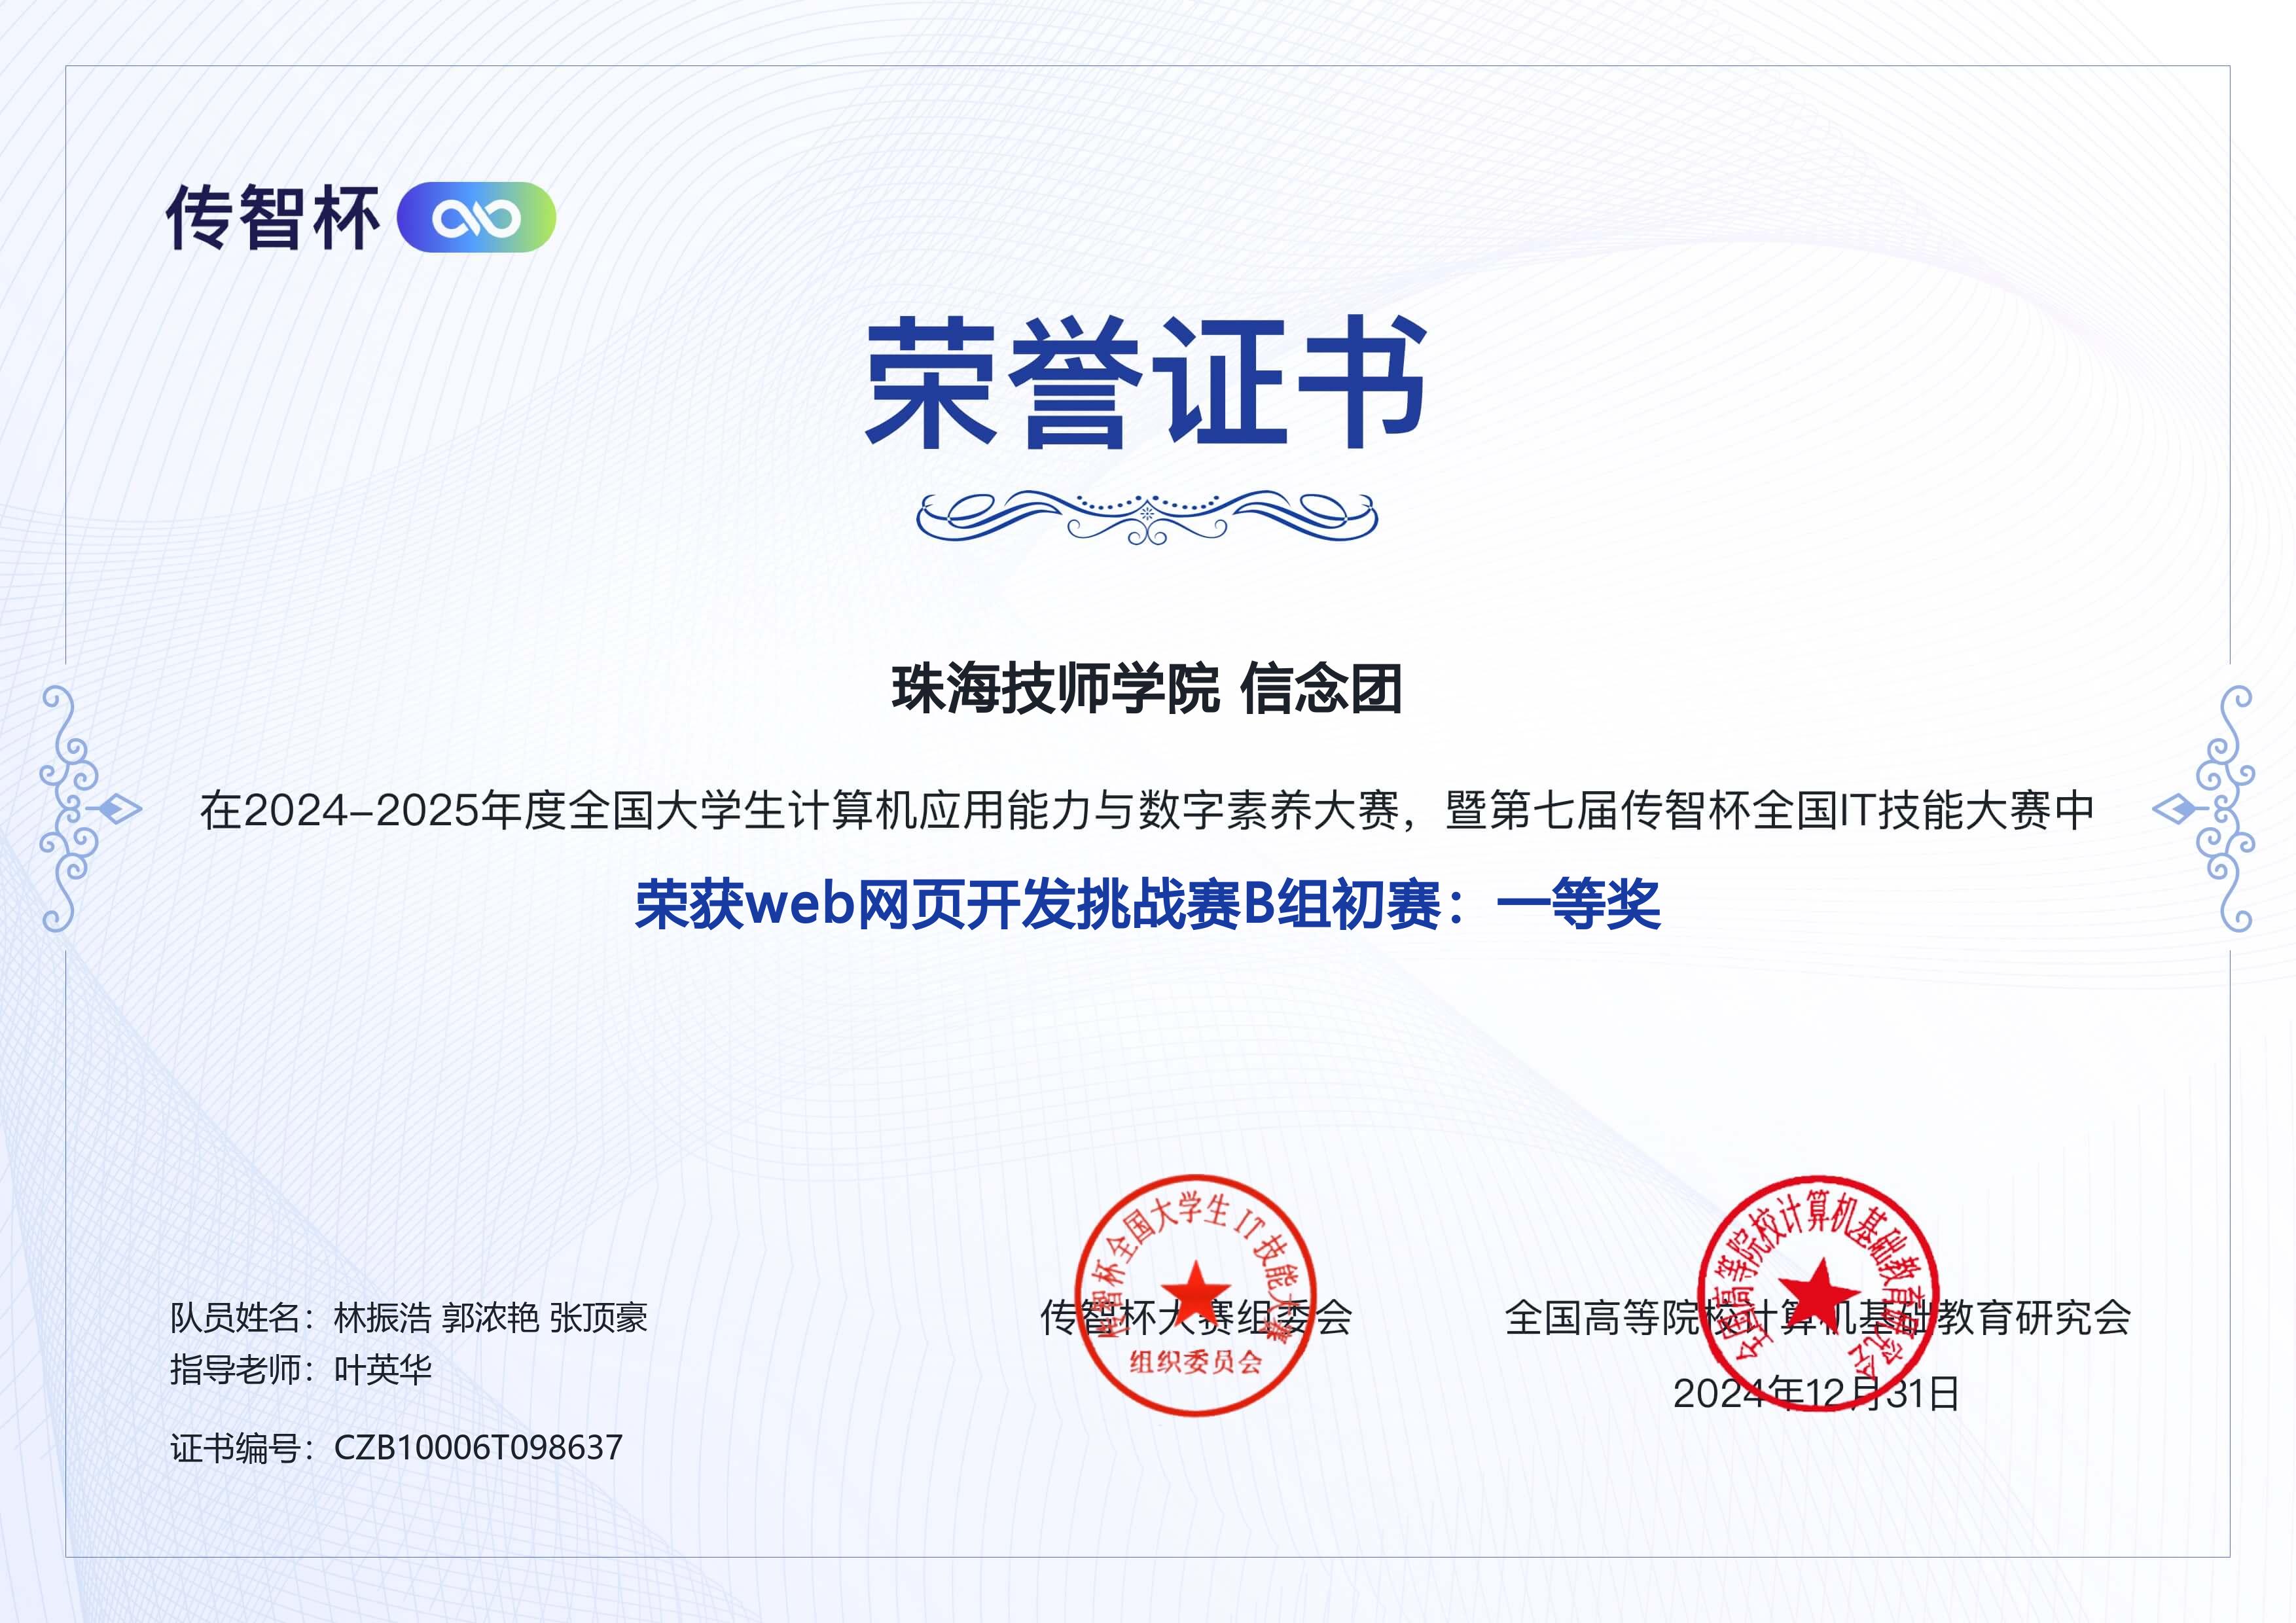 传智杯
荣誉证书
珠海技师学院 信念团
在2024-2025年度全国大学生计算机应用能力与数字素养大赛，暨第七届传智杯全国IT技能大赛中
荣获web网页开发挑战赛B组初赛：一等奖
队员姓名：林振浩 郭浓艳 张顶豪
指导老师：叶英华
证书编号：CZB10006T098637
传智杯大赛组委会
传智杯全国大学生IT技能大赛
组织委员会
全国高等院校计算机基础教育研究会
2024年12月31日
全国高等院校计算机基础教育研究会